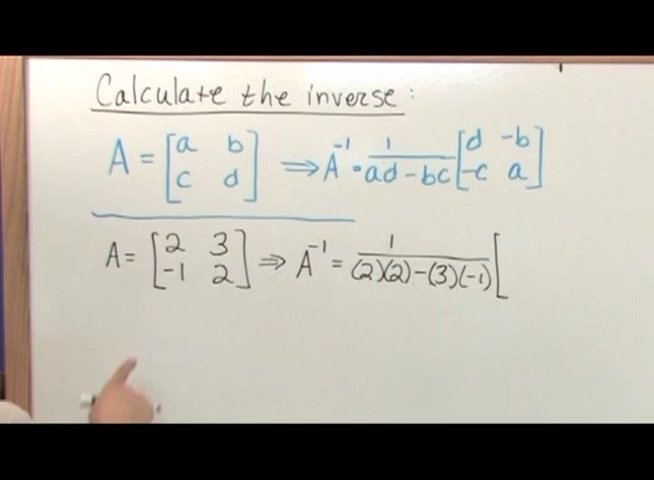 Calculate the inverse:
A = [a b; c d] ⇒ A^-1 • 1/(ad - bc) [d -b; -c a]
A = [2 3; -1 2] ⇒ A^-1 = 1/((2)(2) - (3)(-1)) [